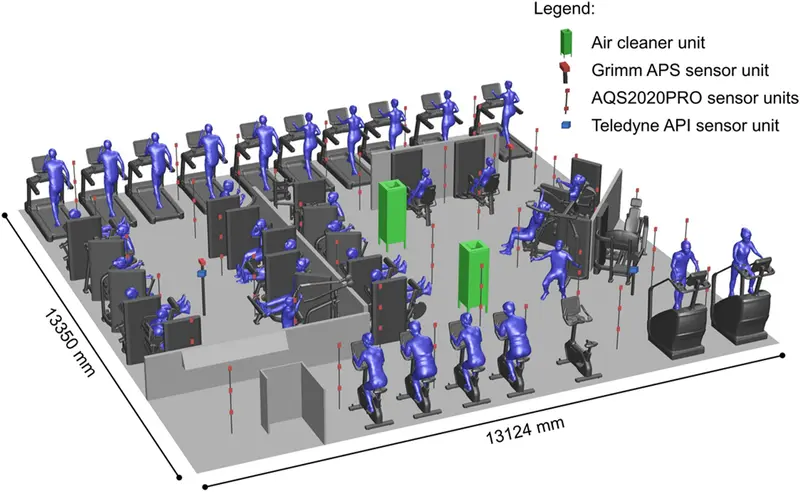 Legend:
Air cleaner unit
Grimm APS sensor unit
AQS2020PRO sensor units
Teledyne API sensor unit
13350 mm
13124 mm